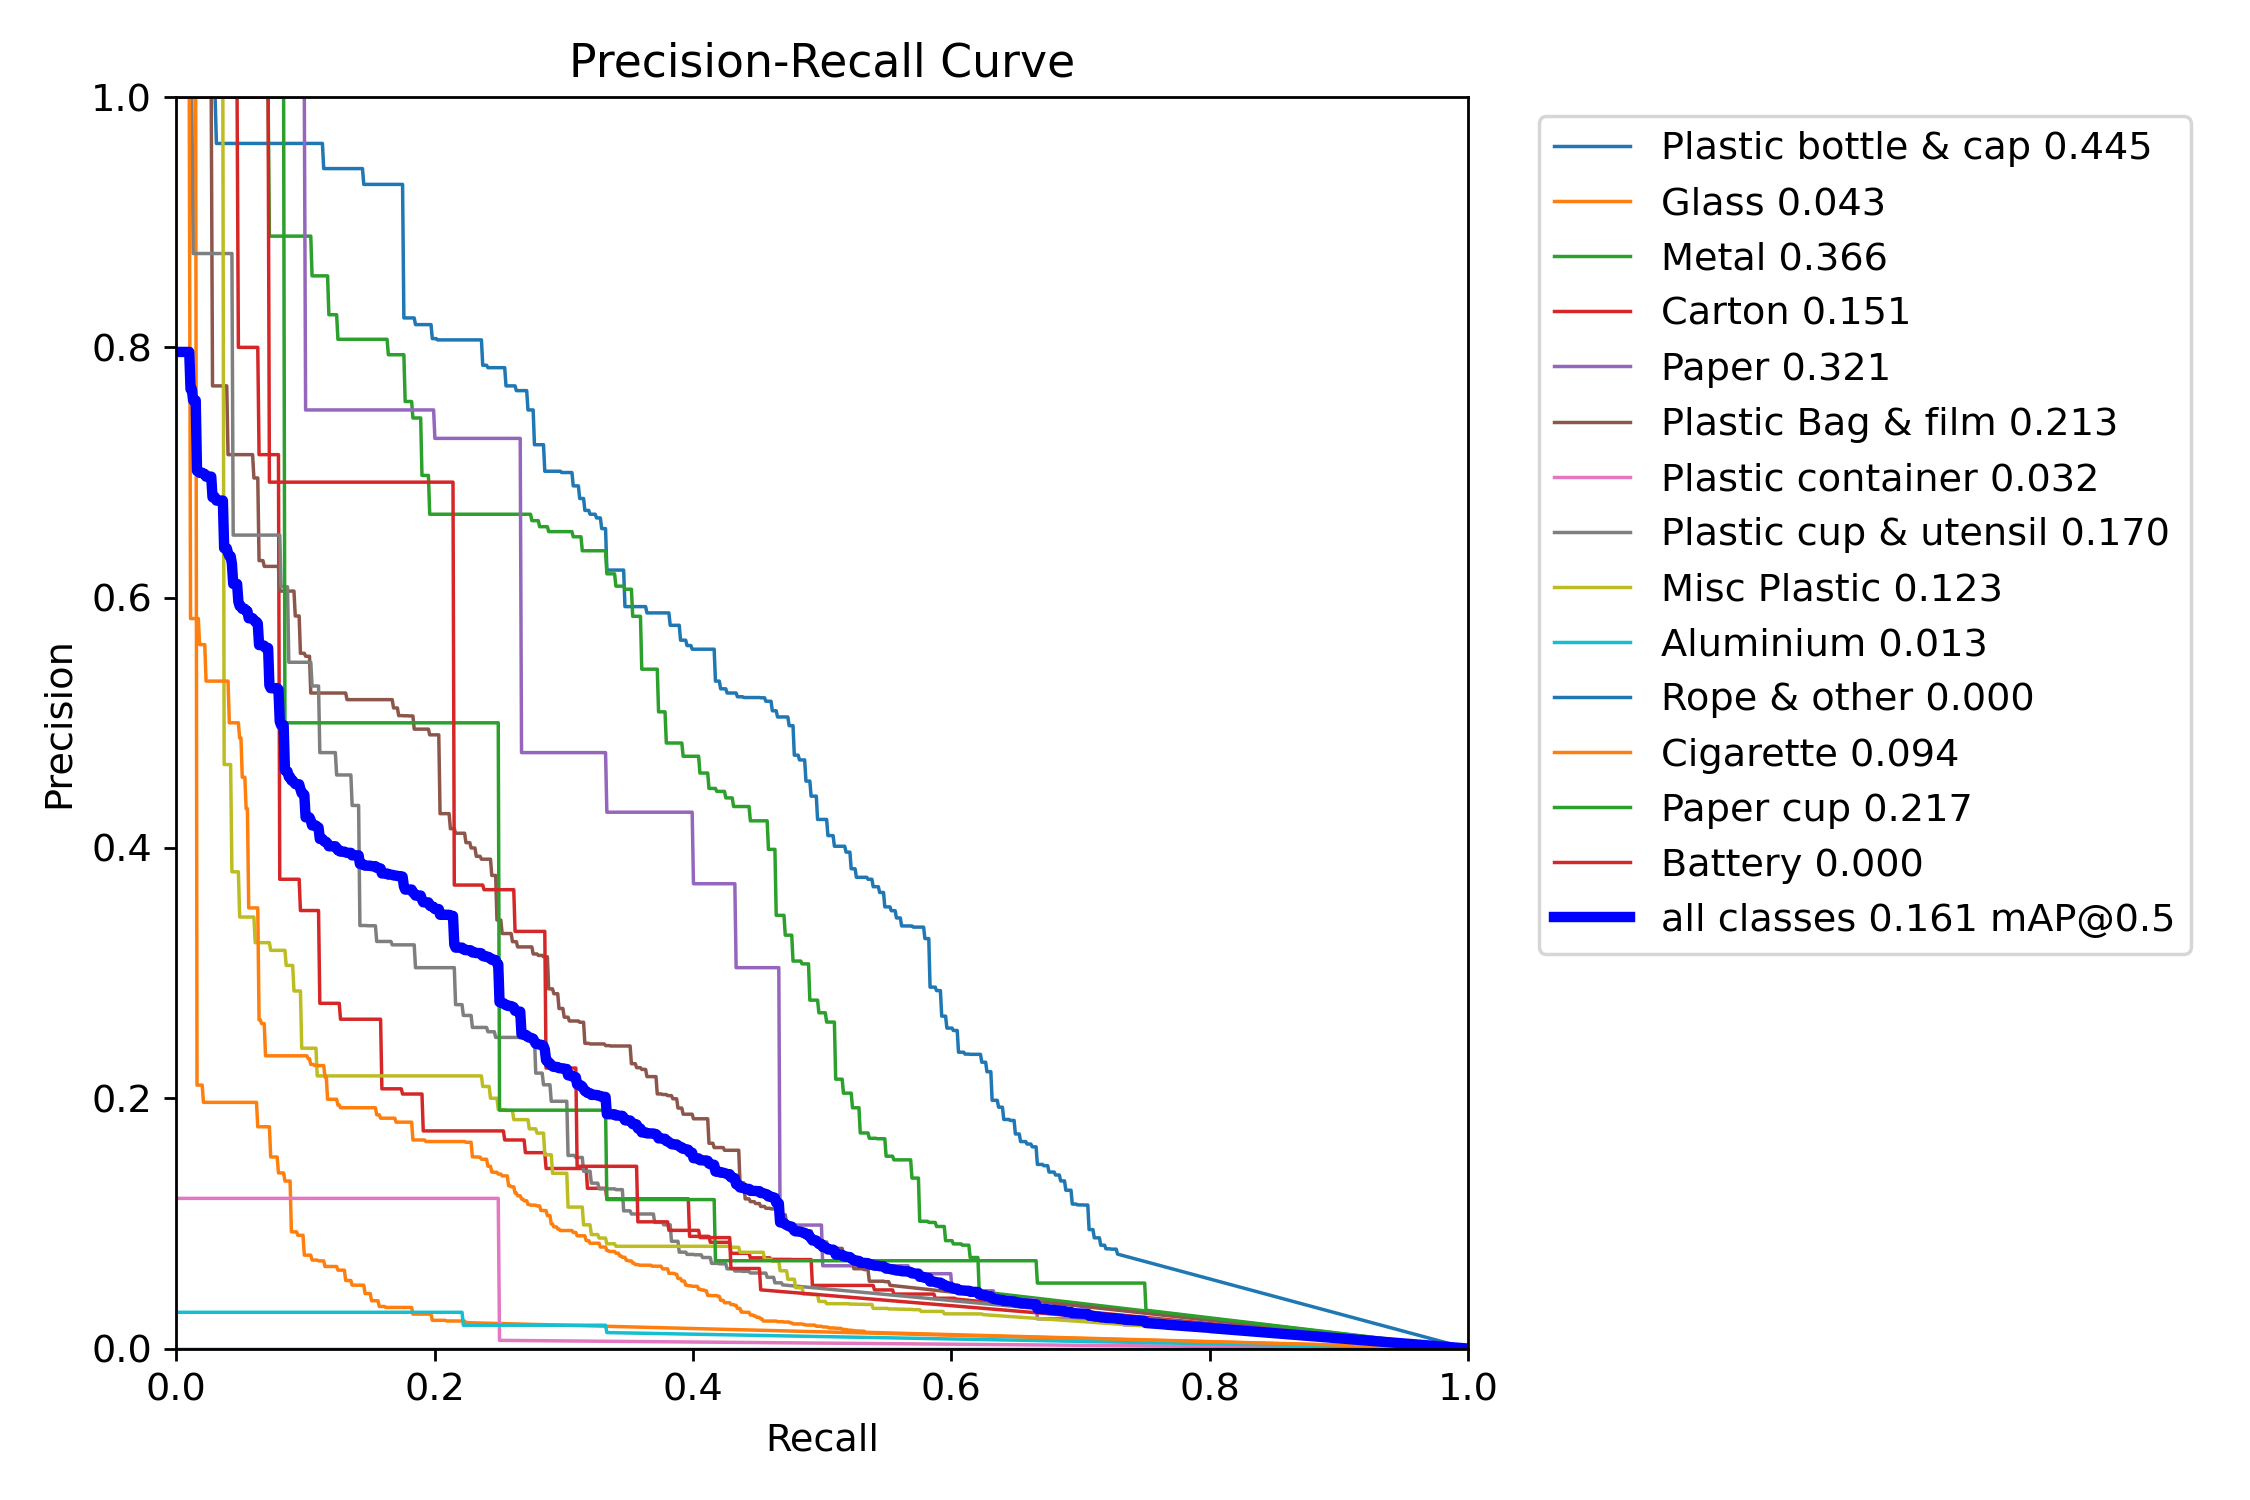 Precision-Recall Curve
1.0
0.8
0.6
0.4
0.2
0.0
Precision
0.0 0.2 0.4 0.6 0.8 1.0
Recall
Plastic bottle & cap 0.445
Glass 0.043
Metal 0.366
Carton 0.151
Paper 0.321
Plastic Bag & film 0.213
Plastic container 0.032
Plastic cup & utensil 0.170
Misc Plastic 0.123
Aluminium 0.013
Rope & other 0.000
Cigarette 0.094
Paper cup 0.217
Battery 0.000
all classes 0.161 mAP@0.5